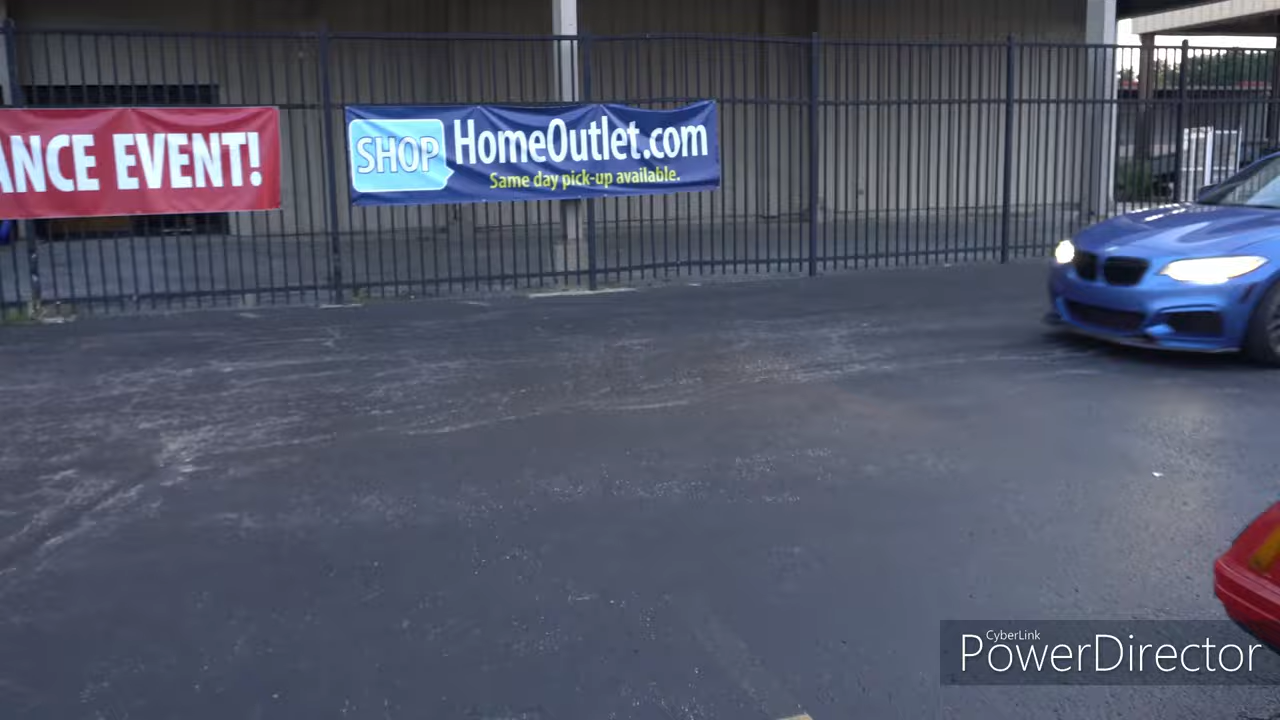 ANCE EVENT!
SHOP HomeOutlet.com
Same day pick-up available.
CyberLink
PowerDirector